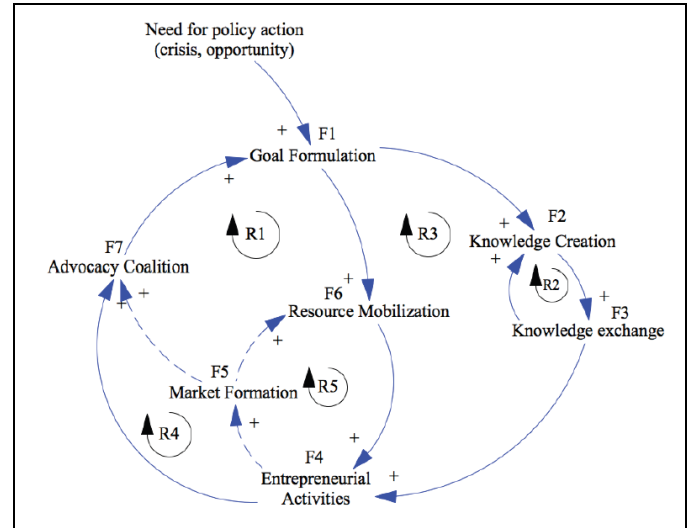 Need for policy action
(crisis, opportunity)
+
F1
Goal Formulation
+
F2
+
Knowledge Creation
+
R1
R3
F7
Advocacy Coalition
+
+
R2
+
F3
Knowledge exchange
F6
+
Resource Mobilization
+
F5
Market Formation
R5
R4
+
+
F4
Entrepreneurial
Activities
+